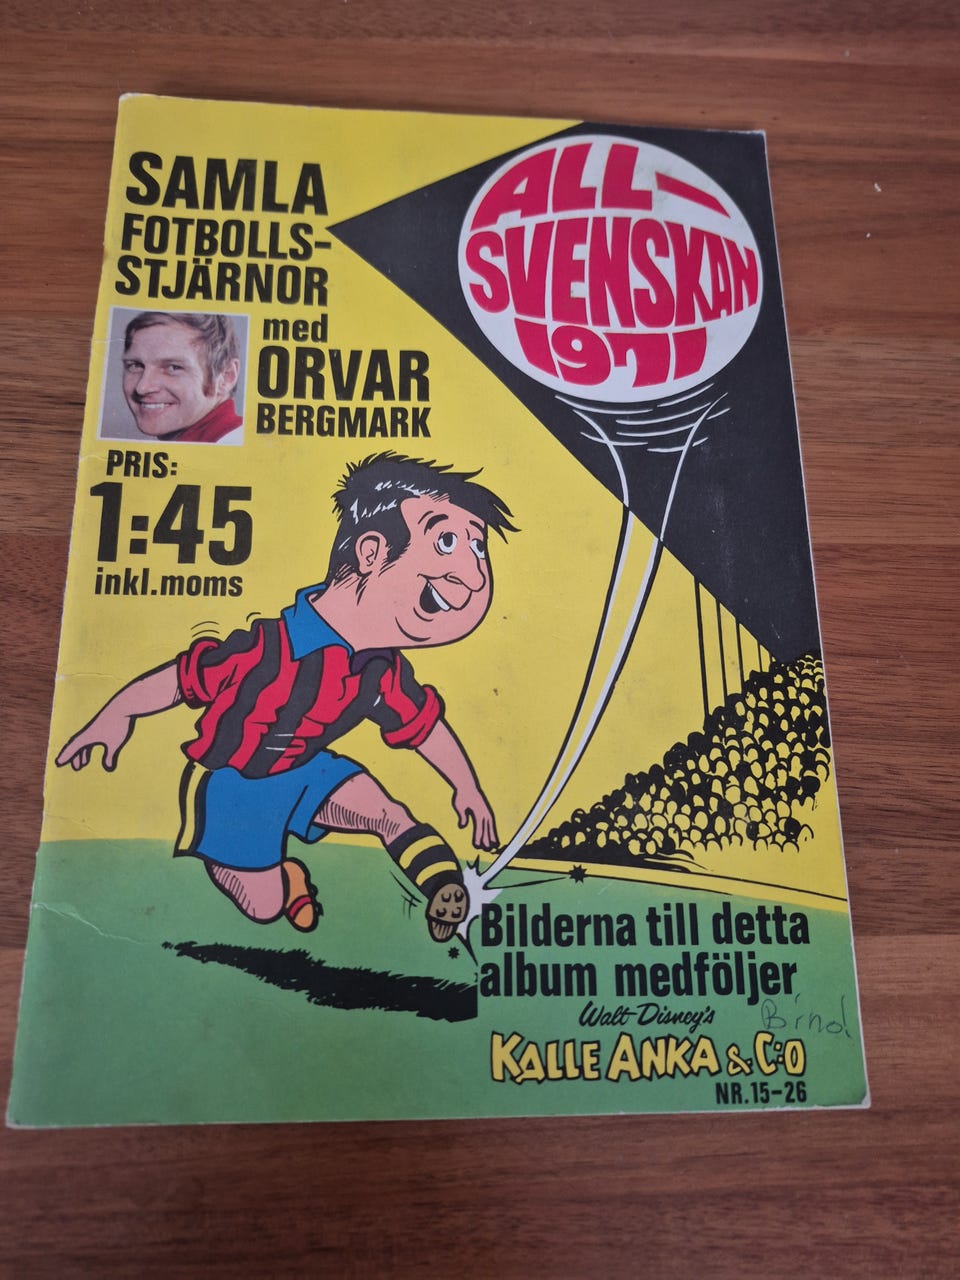 SAMLA
FOTBOLLS-
STJÄRNOR
med
ORVAR
BERGMARK
PRIS:
1:45
inkl.moms
ALL-
SVENSKAN
1971
Bilderna till detta
album medföljer
Walt Disney's
KALLE ANKA & C:O
NR.15-26